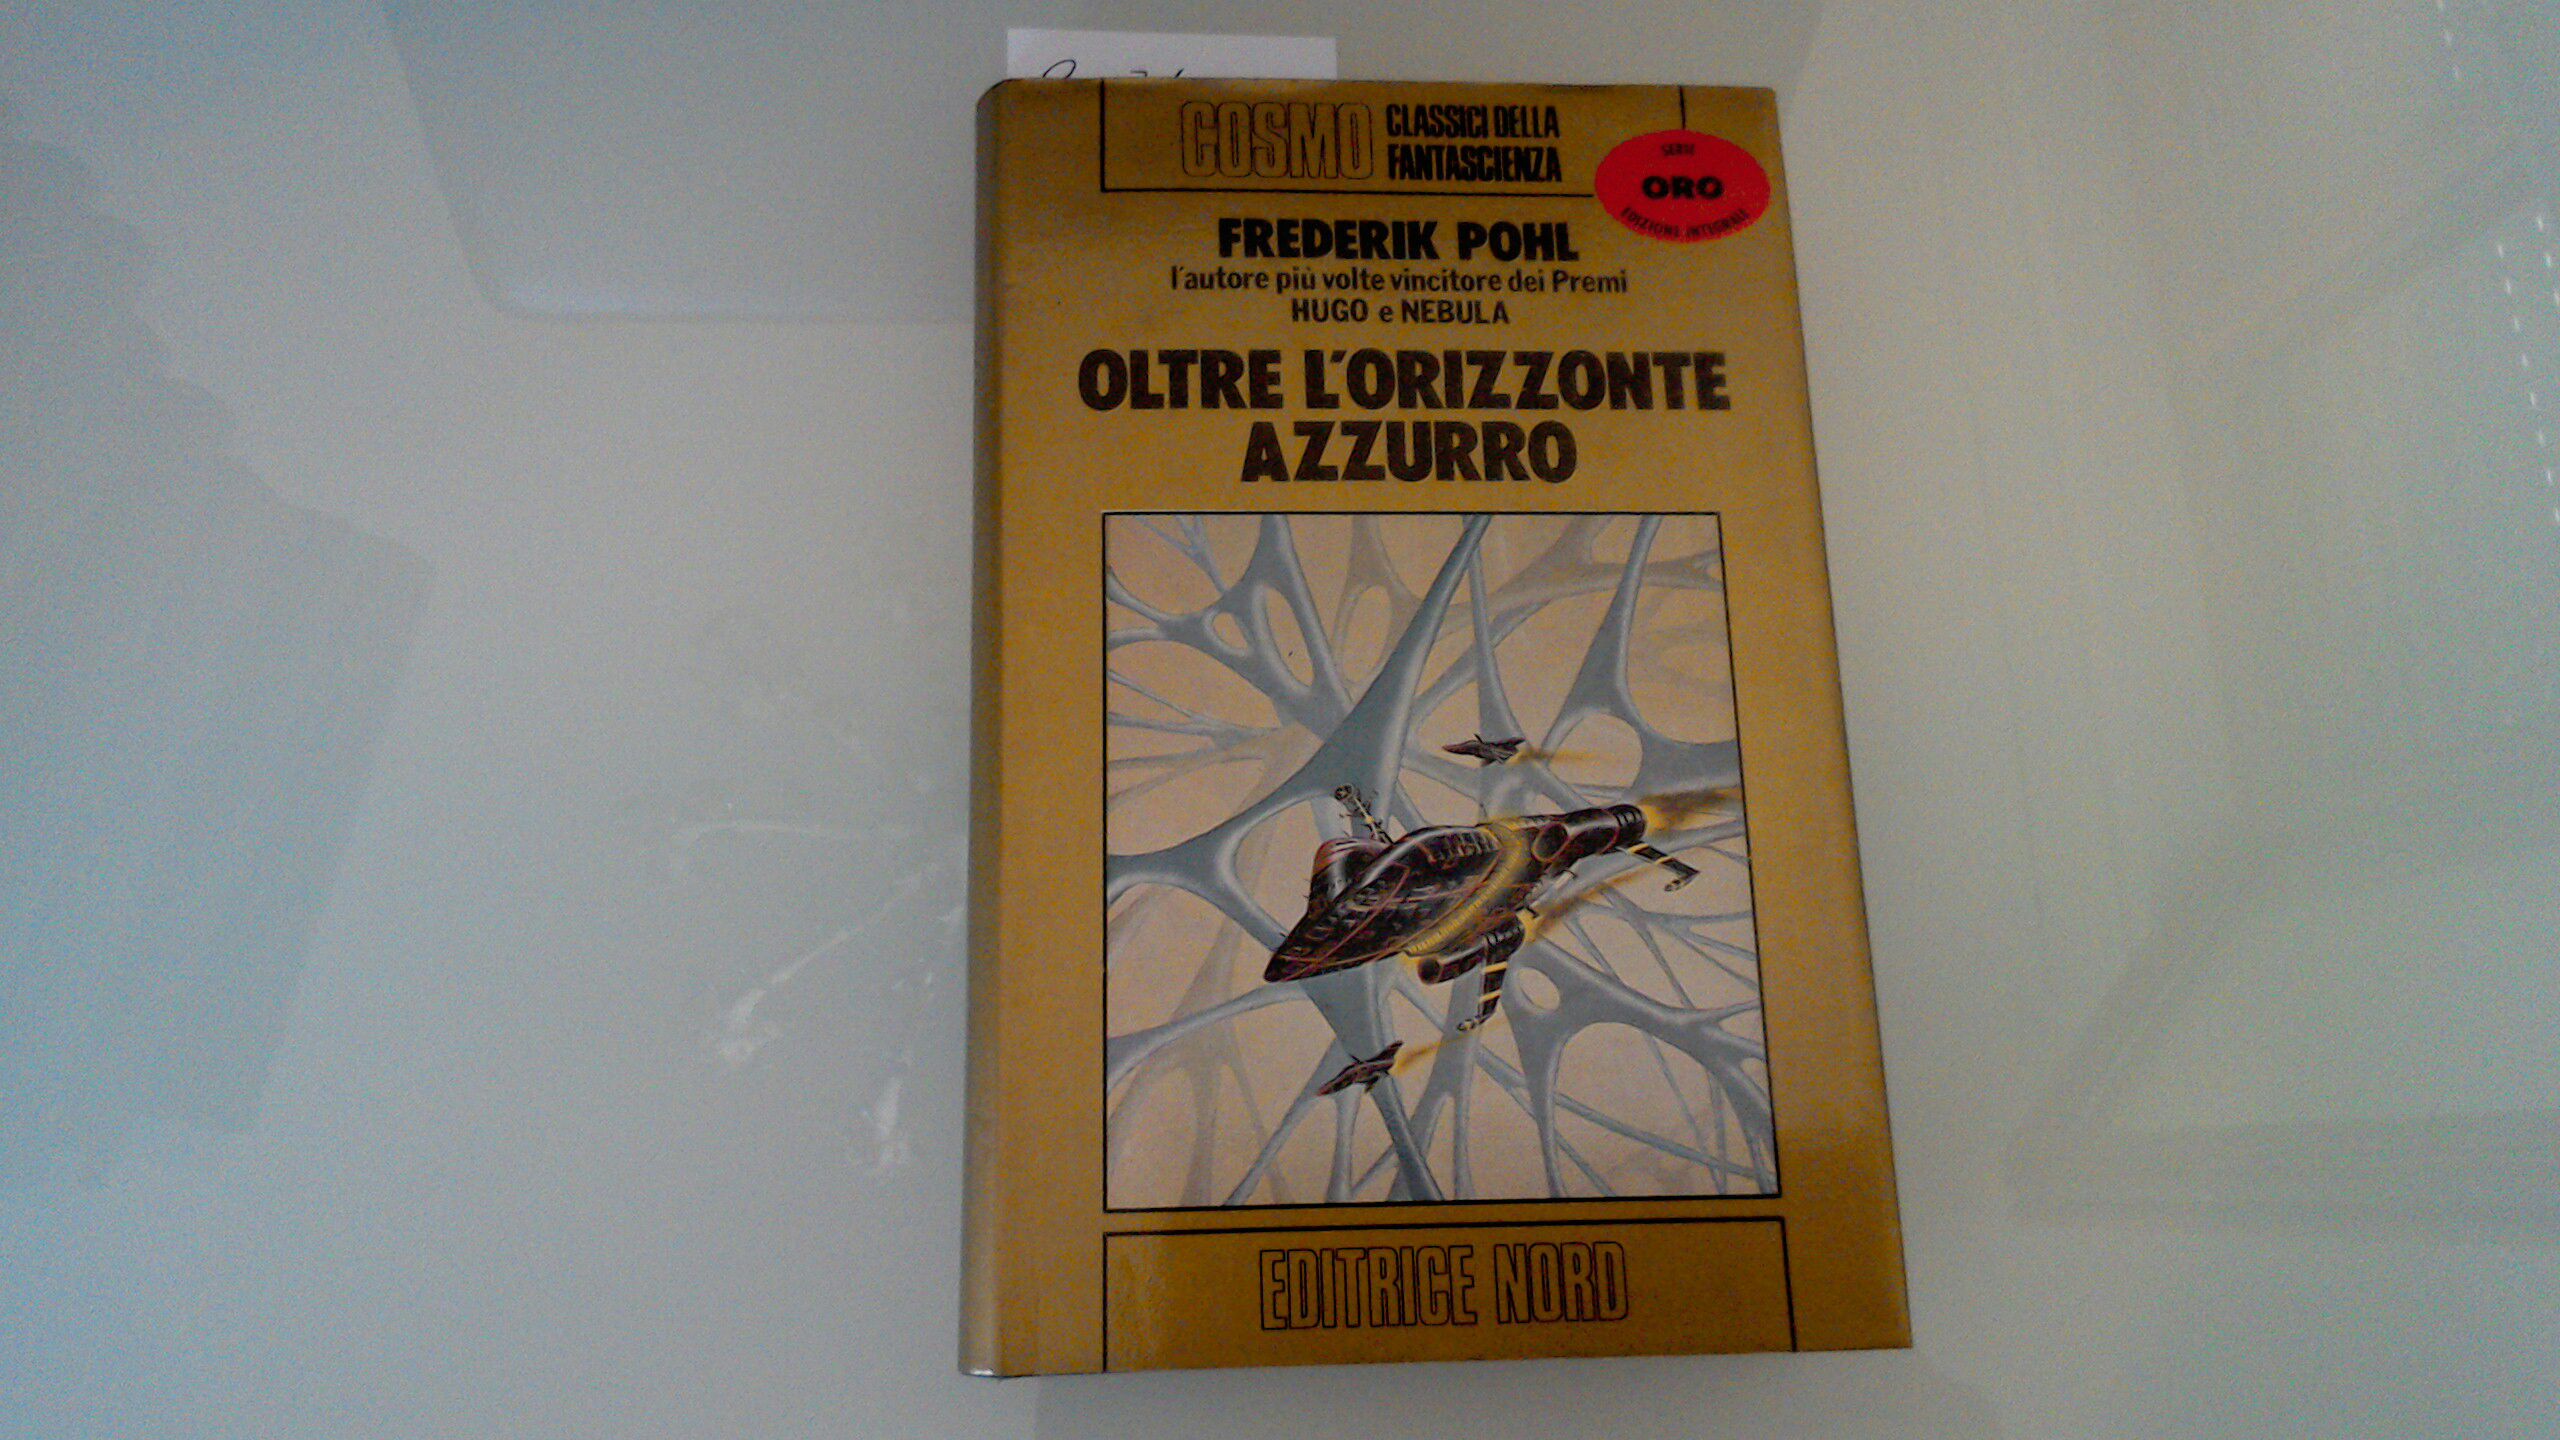 COSMO CLASSICI DELLA
FANTASCIENZA
SERIE
ORO
EDIZIONE INTEGRALE
FREDERIK POHL
l'autore più volte vincitore dei Premi
HUGO e NEBULA
OLTRE L'ORIZZONTE
AZZURRO
EDITRICE NORD